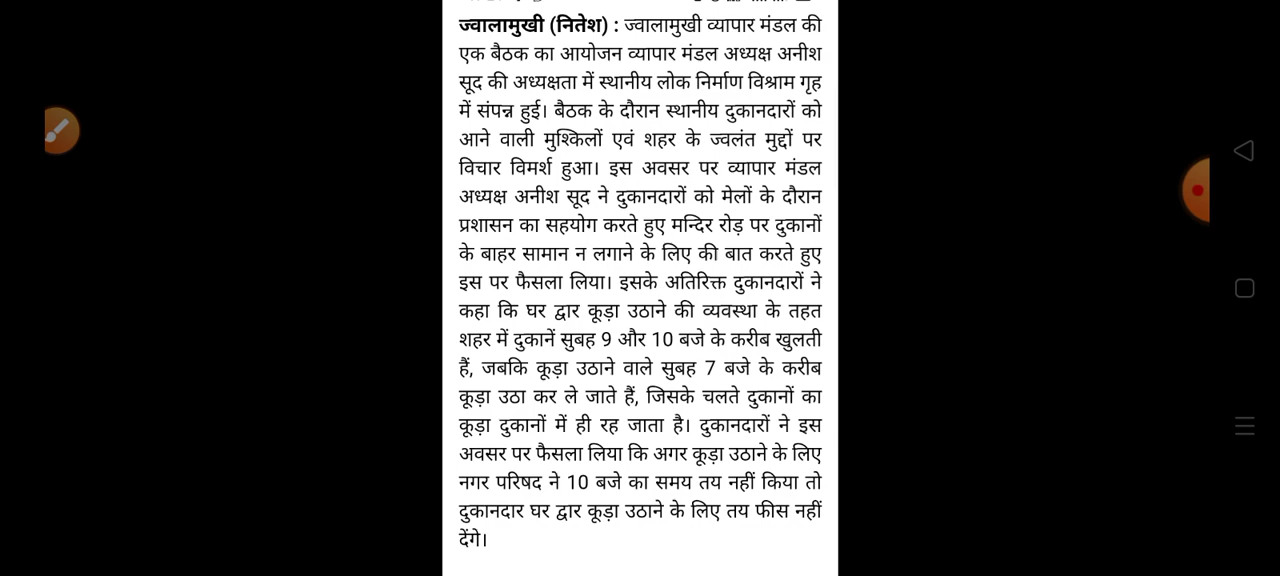 ज्वालामुखी (नितेश) : ज्वालामुखी व्यापार मंडल की
एक बैठक का आयोजन व्यापार मंडल अध्यक्ष अनीश
सूद की अध्यक्षता में स्थानीय लोक निर्माण विश्राम गृह
में संपन्न हुई। बैठक के दौरान स्थानीय दुकानदारों को
आने वाली मुश्किलों एवं शहर के ज्वलंत मुद्दों पर
विचार विमर्श हुआ। इस अवसर पर व्यापार मंडल
अध्यक्ष अनीश सूद ने दुकानदारों को मेलों के दौरान
प्रशासन का सहयोग करते हुए मन्दिर रोड़ पर दुकानों
के बाहर सामान न लगाने के लिए की बात करते हुए
इस पर फैसला लिया। इसके अतिरिक्त दुकानदारों ने
कहा कि घर द्वार कूड़ा उठाने की व्यवस्था के तहत
शहर में दुकानें सुबह 9 और 10 बजे के करीब खुलती
हैं, जबकि कूड़ा उठाने वाले सुबह 7 बजे के करीब
कूड़ा उठा कर ले जाते हैं, जिसके चलते दुकानों का
कूड़ा दुकानों में ही रह जाता है। दुकानदारों ने इस
अवसर पर फैसला लिया कि अगर कूड़ा उठाने के लिए
नगर परिषद ने 10 बजे का समय तय नहीं किया तो
दुकानदार घर द्वार कूड़ा उठाने के लिए तय फीस नहीं
देंगे।